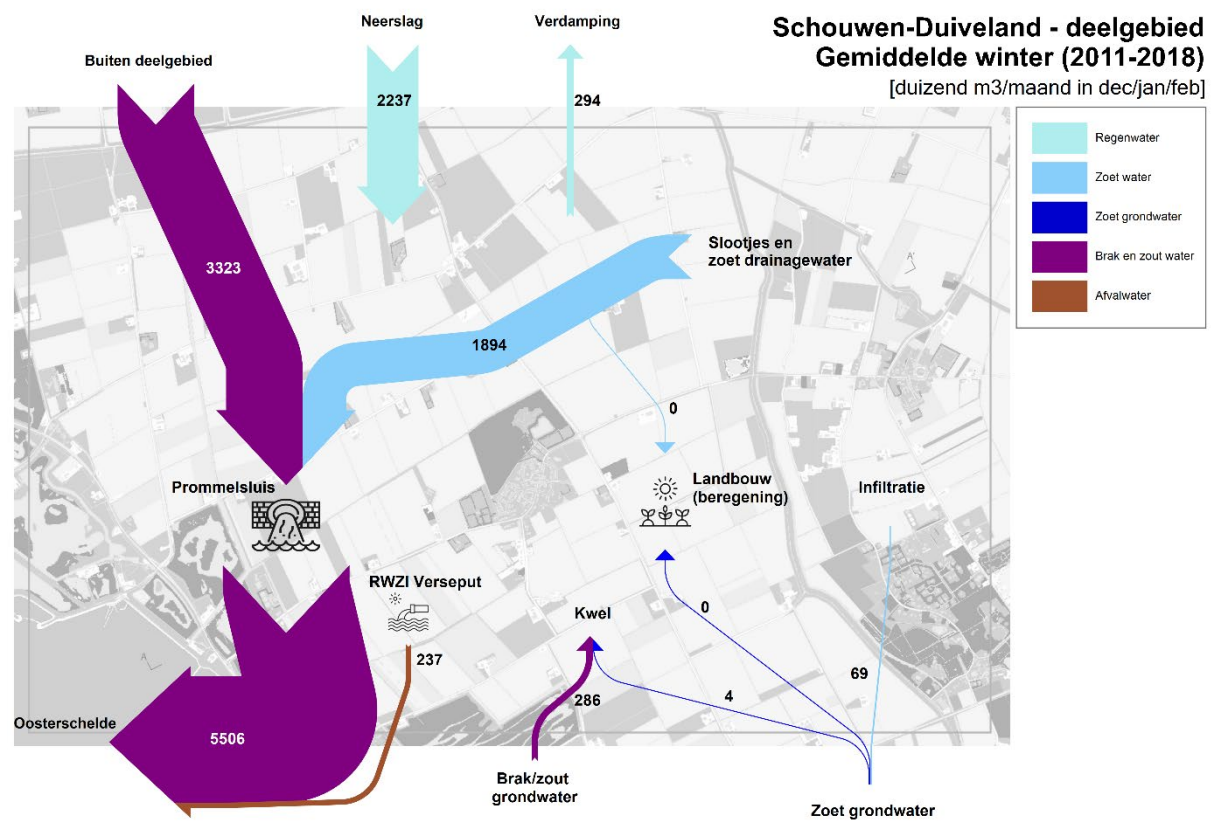 Schouwen-Duiveland - deelgebied
Gemiddelde winter (2011-2018)
[duizend m3/maand in dec/jan/feb]
Neerslag
Verdamping
Buiten deelgebied
2237
294
Regenwater
Zoet water
Zoet grondwater
Brak en zout water
Afvalwater
3323
Slootjes en
zoet drainagewater
A'
1894
0
Prommelsluis
Landbouw
(beregening)
Infiltratie
RWZI Verseput
Kwel
0
237
A
69
286
4
Oosterschelde
5506
Brak/zout
grondwater
Zoet grondwater